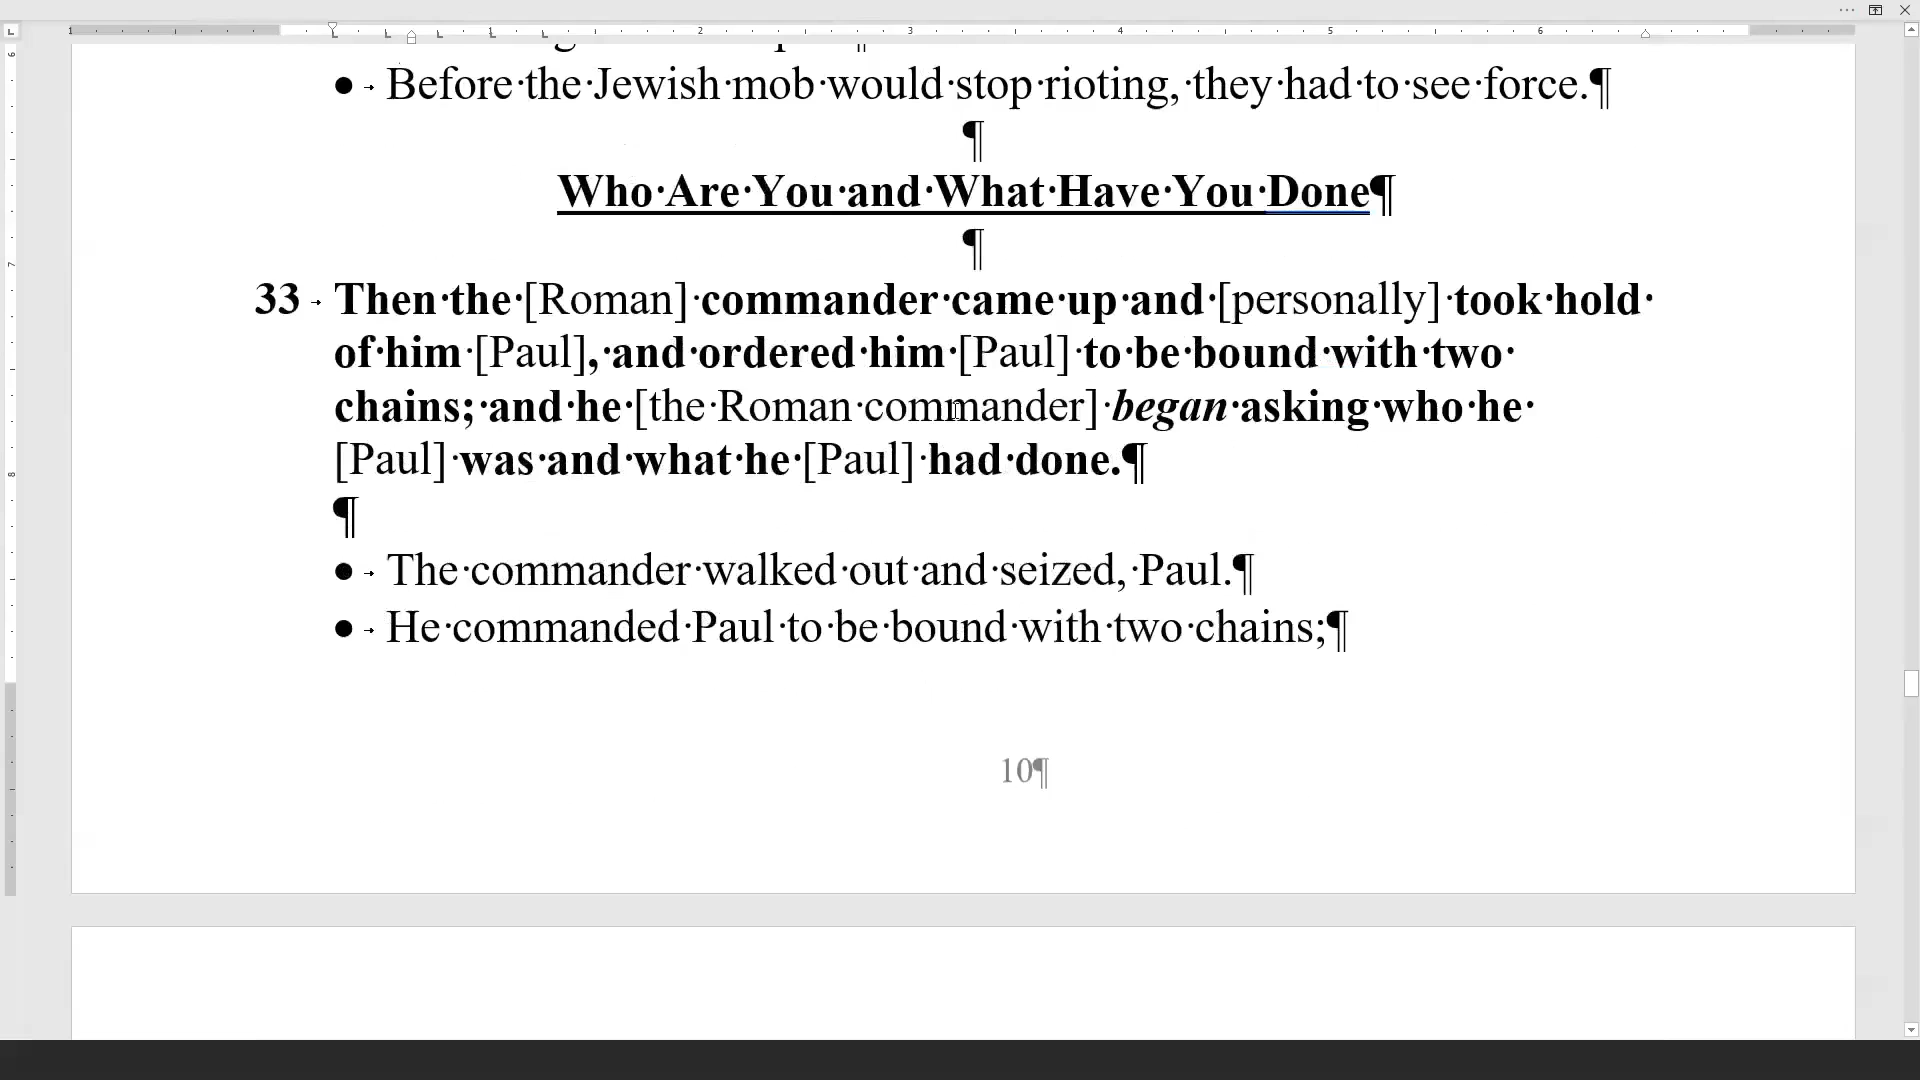 ● Before the Jewish mob would stop rioting, they had to see force.¶
¶
Who Are You and What Have You Done¶
¶
33 Then the [Roman] commander came up and [personally] took hold
of him [Paul], and ordered him [Paul] to be bound with two
chains; and he [the Roman commander] began asking who he
[Paul] was and what he [Paul] had done.¶
¶
● The commander walked out and seized, Paul.¶
● He commanded Paul to be bound with two chains;¶
10¶